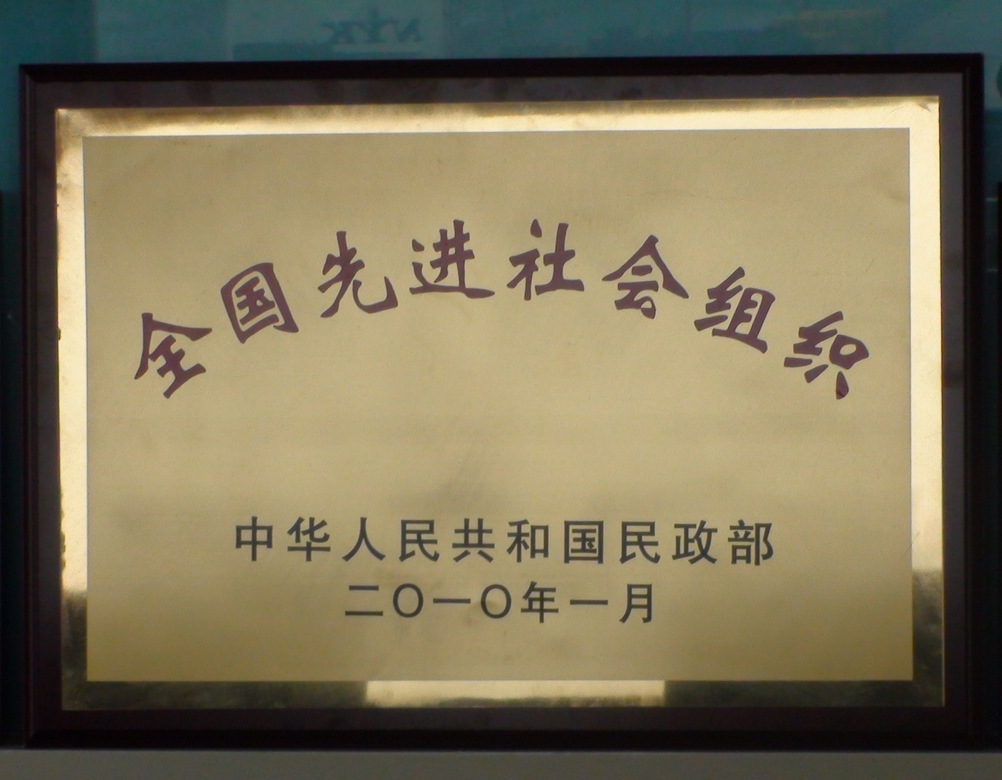 全国先进社会组织
中华人民共和国民政部
二〇一〇年一月